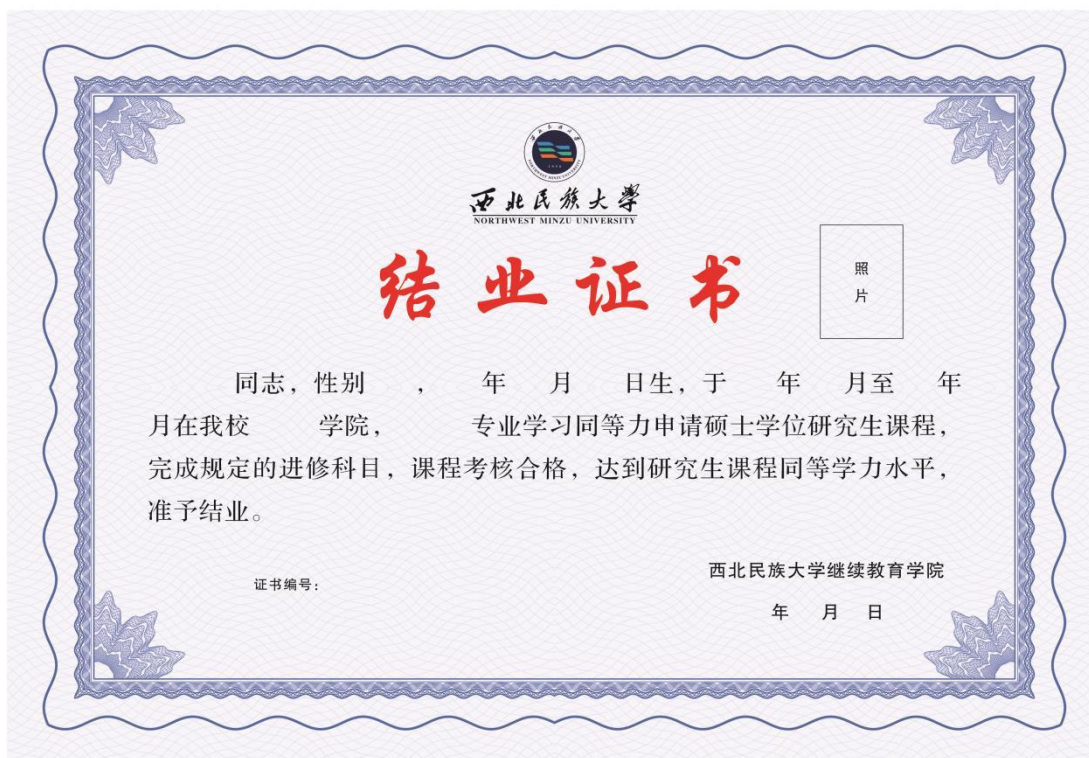 西北民族大學
NORTHWEST MINZU UNIVERSITY
结业证书
照
片
同志，性别　，　年　月　日生，于　年　月至　年
月在我校　学院，　专业学习同等力申请硕士学位研究生课程，
完成规定的进修科目，课程考核合格，达到研究生课程同等学力水平，
准予结业。
证书编号：
西北民族大学继续教育学院
年　月　日